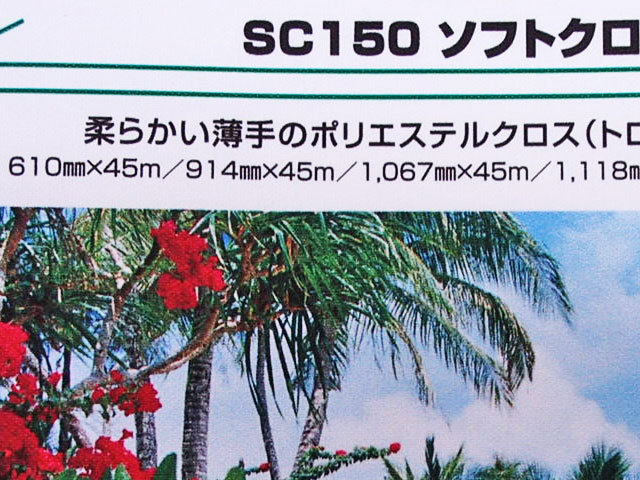 SC150 ソフトクロ
柔らかい薄手のポリエステルクロス(トロ
610㎜×45m/914㎜×45m/1,067㎜×45m/1,118㎜